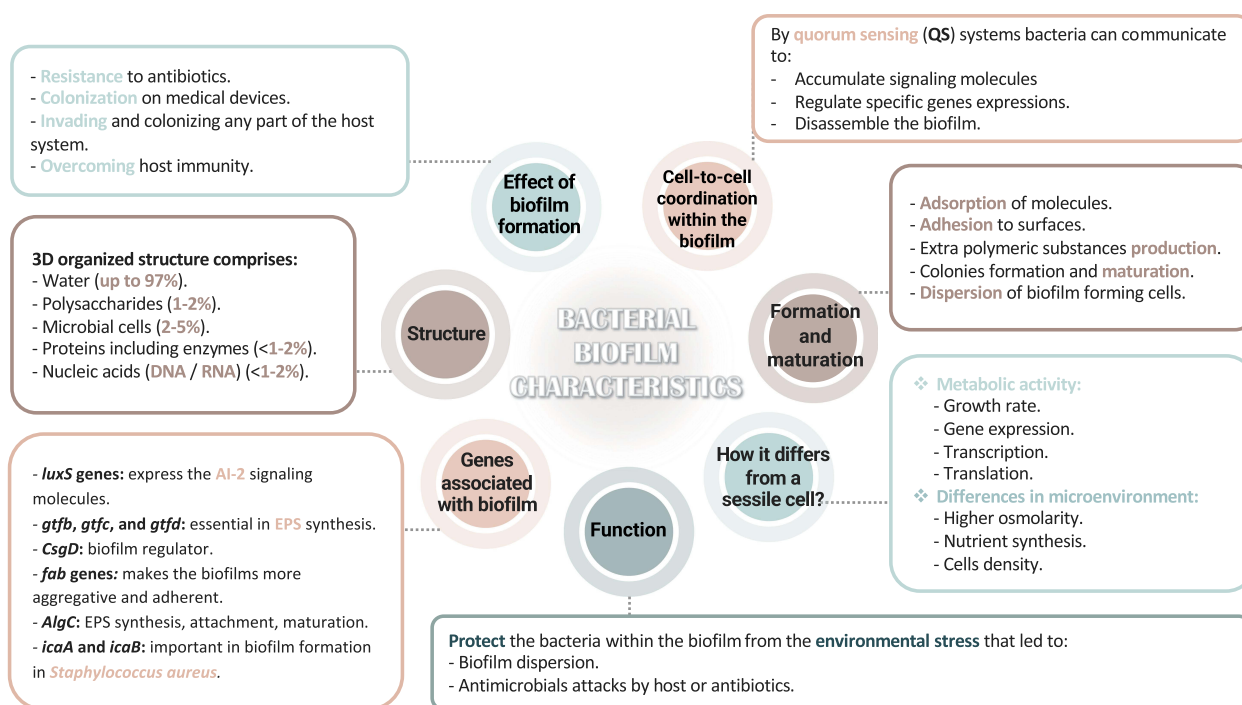 - Resistance to antibiotics.
- Colonization on medical devices.
- Invading and colonizing any part of the host
system.
- Overcoming host immunity.
By quorum sensing (QS) systems bacteria can communicate
to:
- Accumulate signaling molecules
- Regulate specific genes expressions.
- Disassemble the biofilm.
Effect of
biofilm
formation
Cell-to-cell
coordination
within the
biofilm
- Adsorption of molecules.
- Adhesion to surfaces.
- Extra polymeric substances production.
- Colonies formation and maturation.
- Dispersion of biofilm forming cells.
3D organized structure comprises:
- Water (up to 97%).
- Polysaccharides (1-2%).
- Microbial cells (2-5%).
- Proteins including enzymes (<1-2%).
- Nucleic acids (DNA / RNA) (<1-2%).
Structure
BACTERIAL
BIOFILM
CHARACTERISTICS
Formation
and
maturation
❖ Metabolic activity:
- Growth rate.
- Gene expression.
- Transcription.
- Translation.
❖ Differences in microenvironment:
- Higher osmolarity.
- Nutrient synthesis.
- Cells density.
How it differs
from a
sessile cell?
Genes
associated
with biofilm
Function
- luxS genes: express the AI-2 signaling
molecules.
- gtfb, gtfc, and gtfd: essential in EPS synthesis.
- CsgD: biofilm regulator.
- fab genes: makes the biofilms more
aggregative and adherent.
- AlgC: EPS synthesis, attachment, maturation.
- icaA and icaB: important in biofilm formation
in Staphylococcus aureus.
Protect the bacteria within the biofilm from the environmental stress that led to:
- Biofilm dispersion.
- Antimicrobials attacks by host or antibiotics.